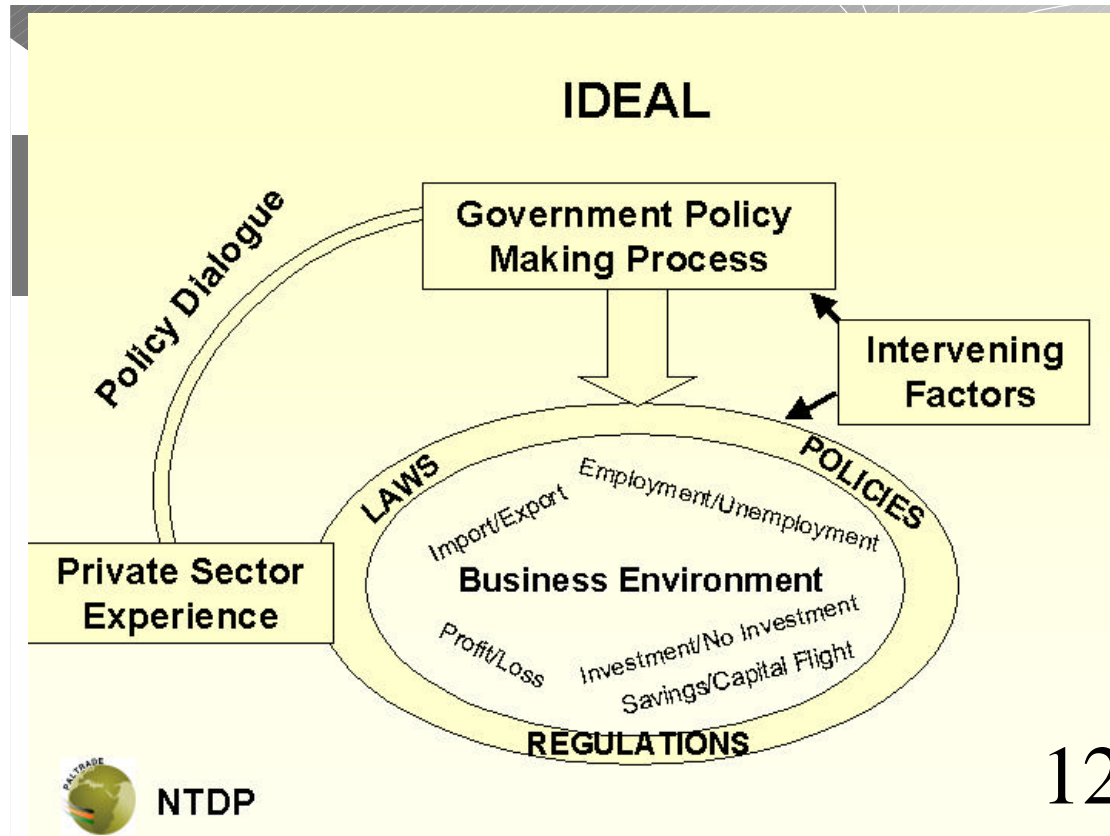 IDEAL
Policy Dialogue
Government Policy
Making Process
Intervening
Factors
LAWS
POLICIES
Import/Export
Employment/Unemployment
Private Sector
Experience
Business Environment
Profit/Loss
Investment/No Investment
Savings/Capital Flight
REGULATIONS
PALTRADE
NTDP
12